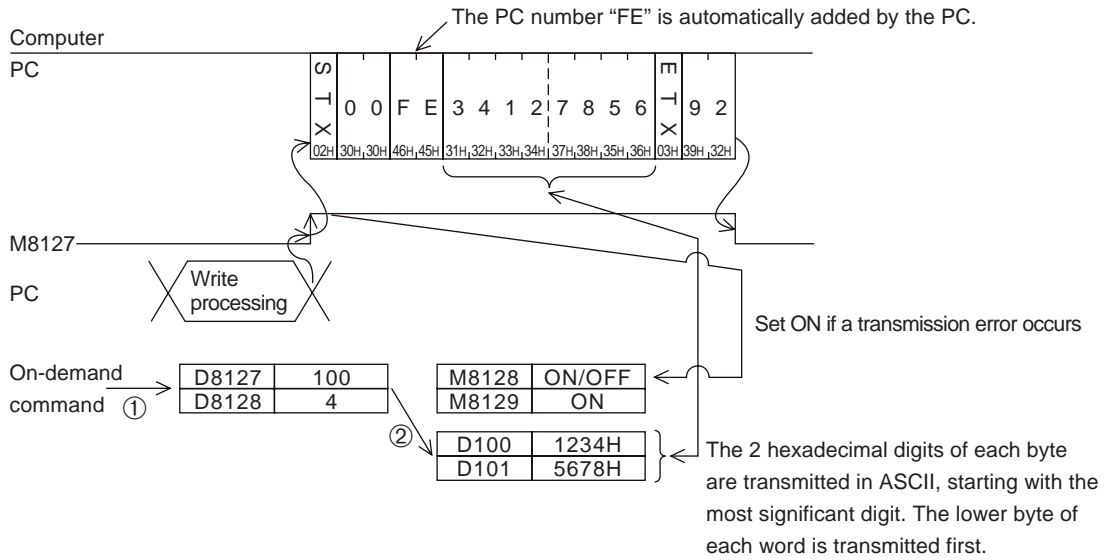 The PC number “FE” is automatically added by the PC.
Computer
PC
S T X 0 0 F E 3 4 1 2 7 8 5 6 E T X 9 2
02H 30H 30H 46H 45H 31H 32H 33H 34H 37H 38H 35H 36H 03H 39H 32H
M8127
PC
Write
processing
Set ON if a transmission error occurs
On-demand
command ①
D8127 100
D8128 4
M8128 ON/OFF
M8129 ON
②
D100 1234H
D101 5678H
The 2 hexadecimal digits of each byte
are transmitted in ASCII, starting with the
most significant digit. The lower byte of
each word is transmitted first.